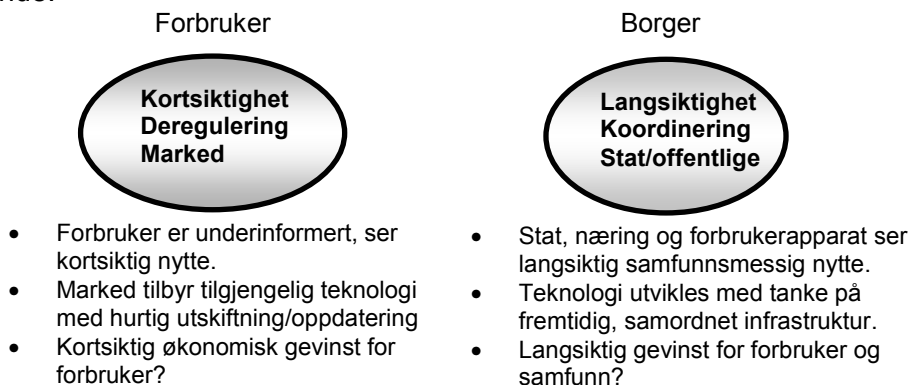 Forbruker
Kortsiktighet
Deregulering
Marked
• Forbruker er underinformert, ser
kortsiktig nytte.
• Marked tilbyr tilgjengelig teknologi
med hurtig utskiftning/oppdatering
• Kortsiktig økonomisk gevinst for
forbruker?
Borger
Langsiktighet
Koordinering
Stat/offentlige
• Stat, næring og forbrukerapparat ser
langsiktig samfunnsmessig nytte.
• Teknologi utvikles med tanke på
fremtidig, samordnet infrastruktur.
• Langsiktig gevinst for forbruker og
samfunn?